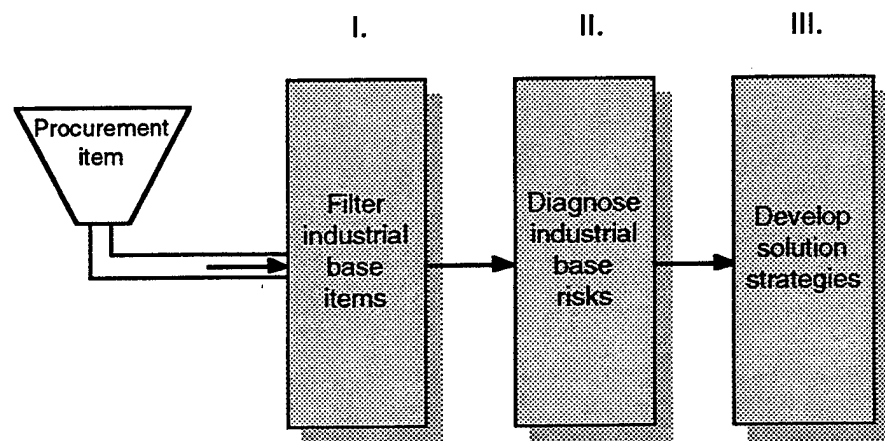 I.
II.
III.
Procurement
item
Filter
industrial
base
items
Diagnose
industrial
base
risks
Develop
solution
strategies